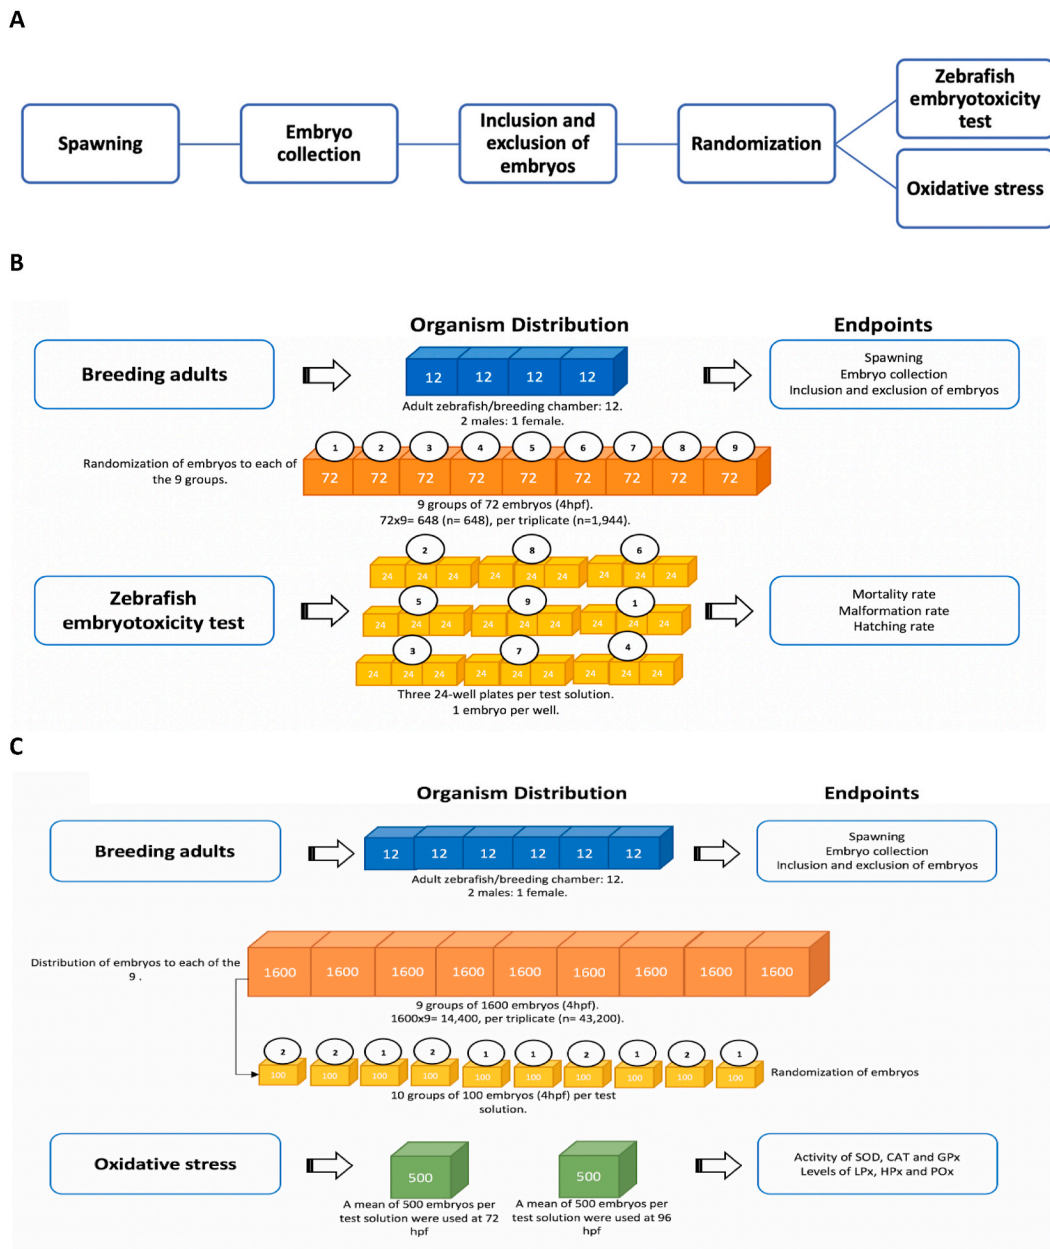 A
Spawning
Embryo
collection
Inclusion and
exclusion of
embryos
Randomization
Zebrafish
embryotoxicity
test
Oxidative stress
B
Organism Distribution
Endpoints
Breeding adults
12 12 12 12
Adult zebrafish/breeding chamber: 12.
2 males: 1 female.
Spawning
Embryo collection
Inclusion and exclusion of embryos
Randomization of embryos to each of
the 9 groups.
1 2 3 4 5 6 7 8 9
72 72 72 72 72 72 72 72 72
9 groups of 72 embryos (4hpf).
72x9= 648 (n= 648), per triplicate (n=1,944).
Zebrafish
embryotoxicity test
2 8 6
24 24 24 24 24 24 24 24 24
5 9 1
24 24 24 24 24 24 24 24 24
3 7 4
24 24 24 24 24 24 24 24 24
Three 24-well plates per test solution.
1 embryo per well.
Mortality rate
Malformation rate
Hatching rate
C
Organism Distribution
Endpoints
Breeding adults
12 12 12 12 12 12
Adult zebrafish/breeding chamber: 12.
2 males: 1 female.
Spawning
Embryo collection
Inclusion and exclusion of embryos
Distribution of embryos to each of the
9 .
1600 1600 1600 1600 1600 1600 1600 1600 1600
9 groups of 1600 embryos (4hpf).
1600x9= 14,400, per triplicate (n= 43,200).
2 2 1 2 1 1 2 1 2 1
100 100 100 100 100 100 100 100 100 100
Randomization of embryos
10 groups of 100 embryos (4hpf) per test
solution.
Oxidative stress
500
A mean of 500 embryos per
test solution were used at 72
hpf
500
A mean of 500 embryos per
test solution were used at 96
hpf
Activity of SOD, CAT and GPx
Levels of LPx, HPx and POx